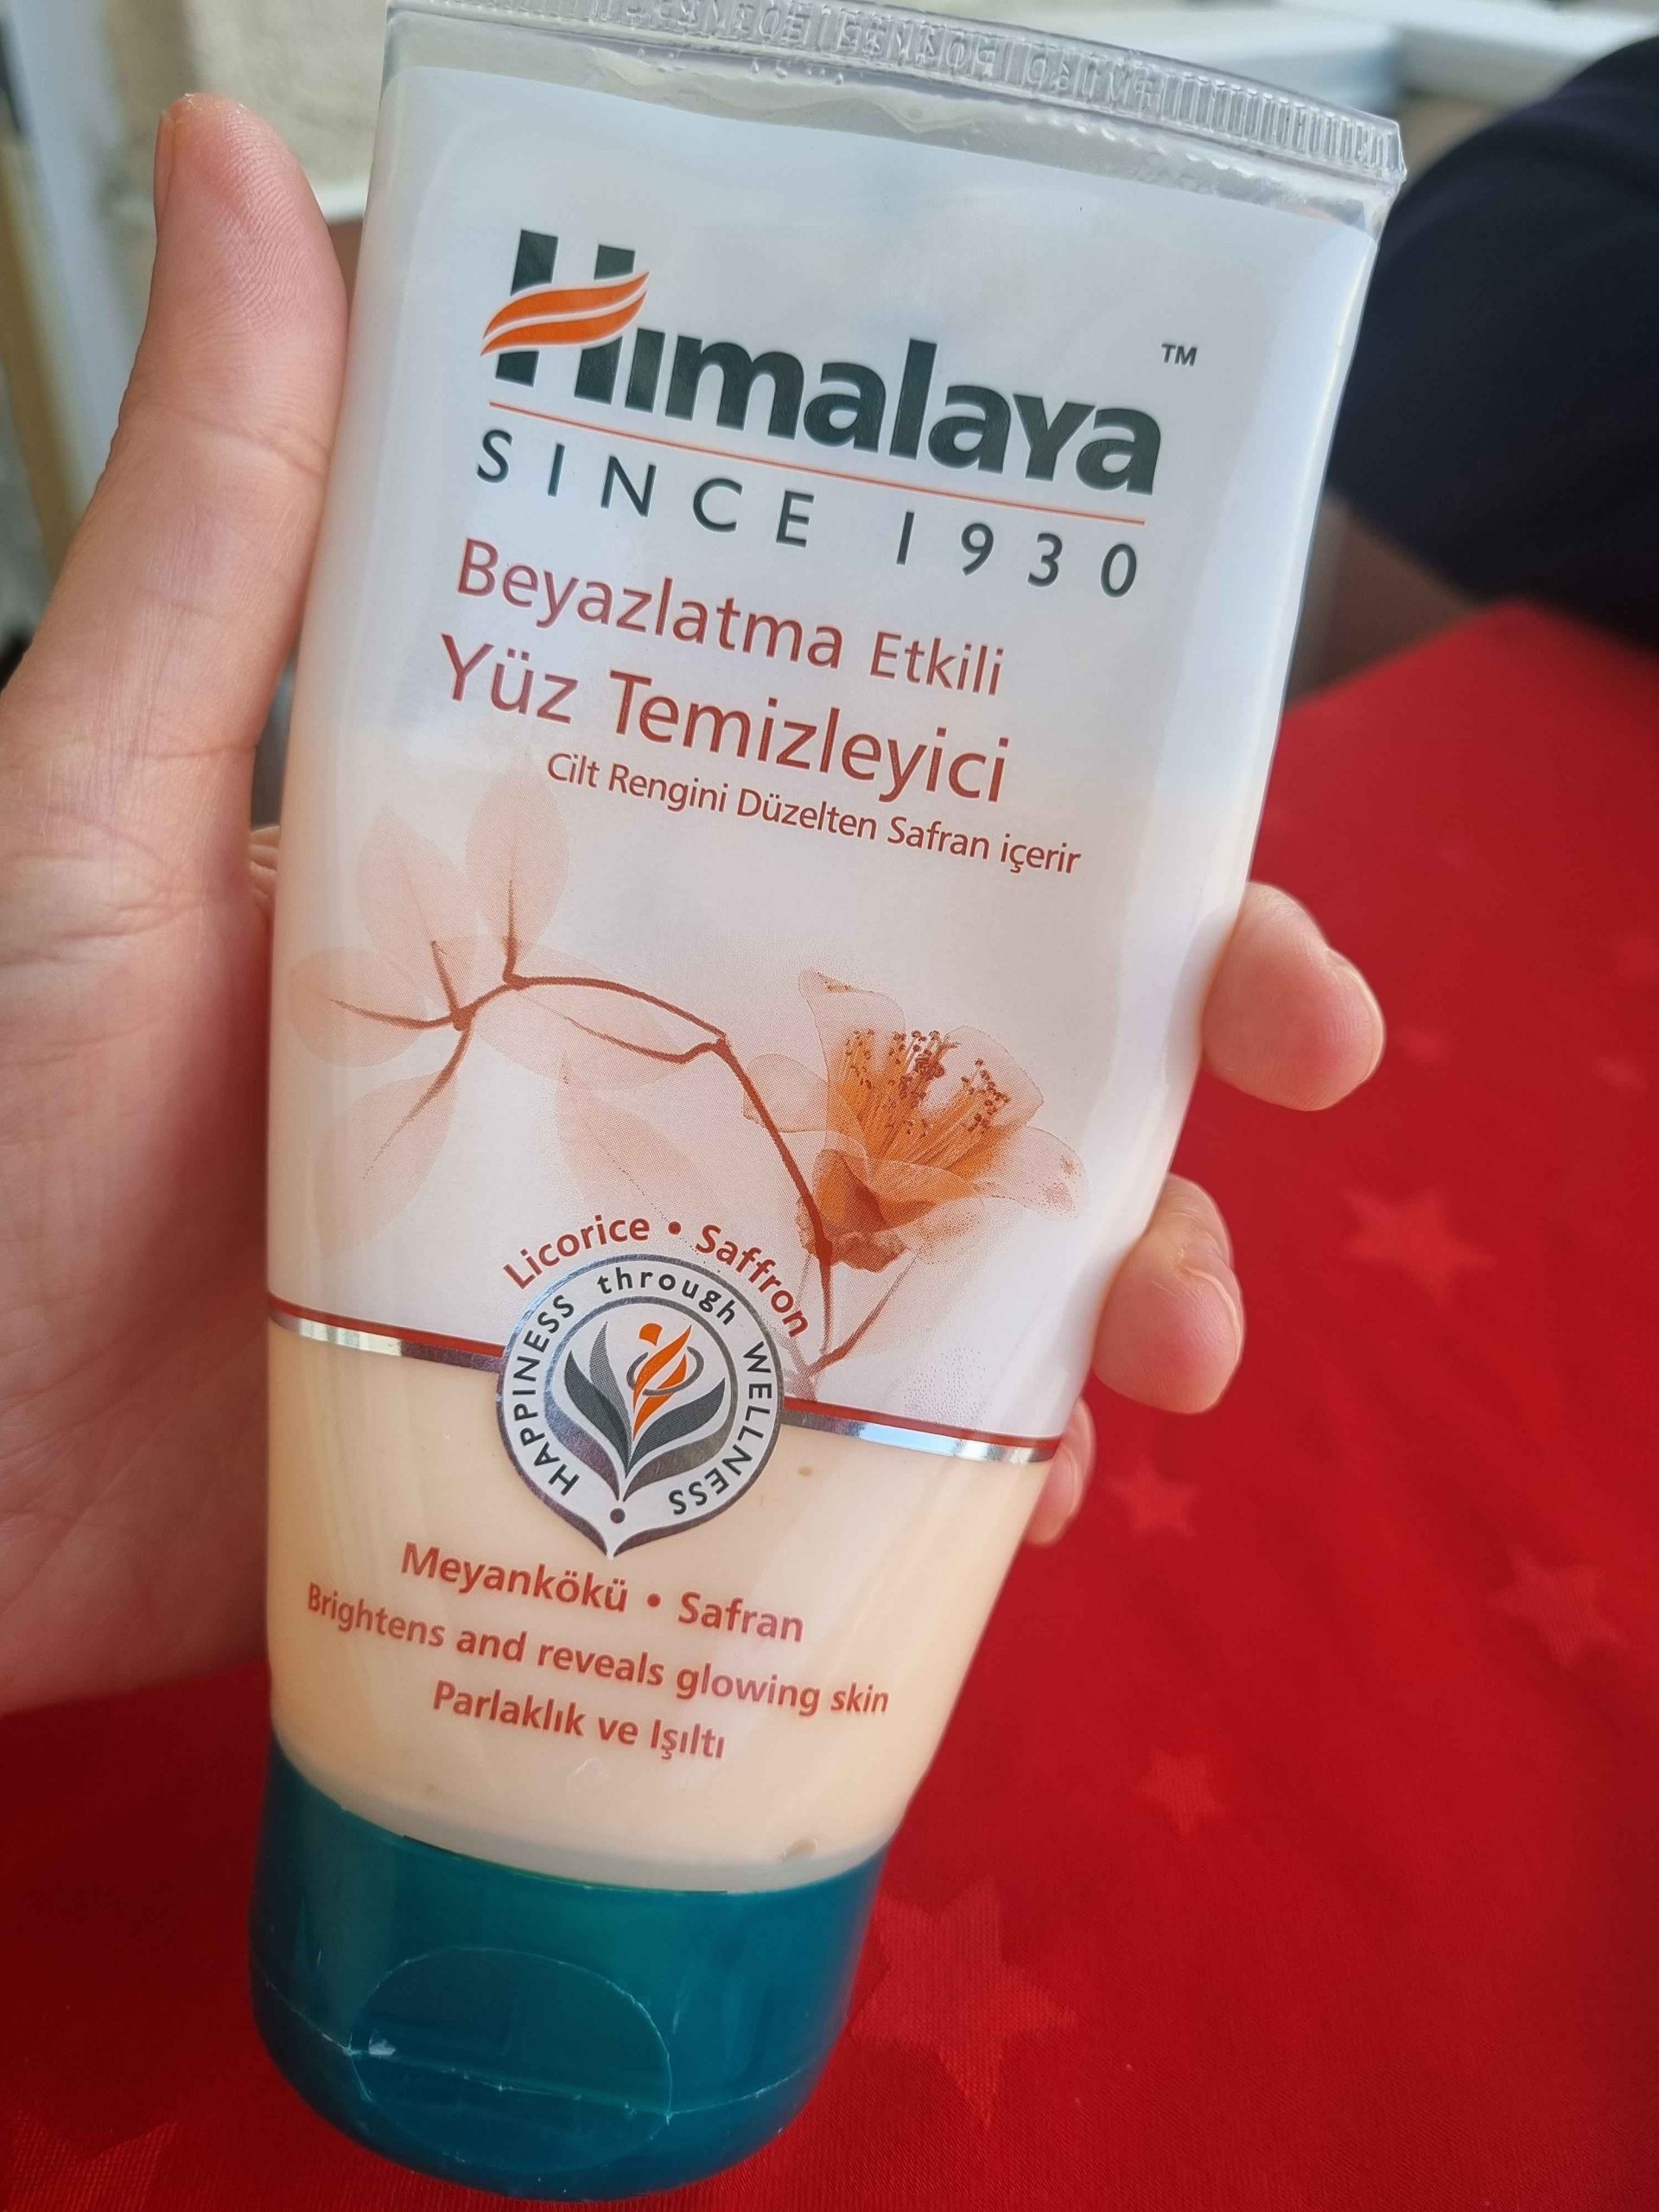 Himalaya ™
SINCE 1930
Beyazlatma Etkili
Yüz Temizleyici
Cilt Rengini Düzelten Safran içerir
Licorice • Saffron
HAPPINESS through WELLNESS
Meyankökü • Safran
Brightens and reveals glowing skin
Parlaklık ve Işıltı